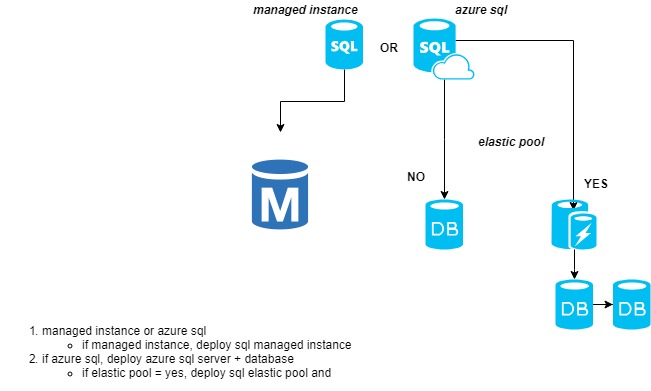 managed instance
azure sql
SQL
OR
SQL
elastic pool
NO
YES
M
DB
DB
DB
1. managed instance or azure sql
if managed instance, deploy sql managed instance
2. if azure sql, deploy azure sql server + database
if elastic pool = yes, deploy sql elastic pool and